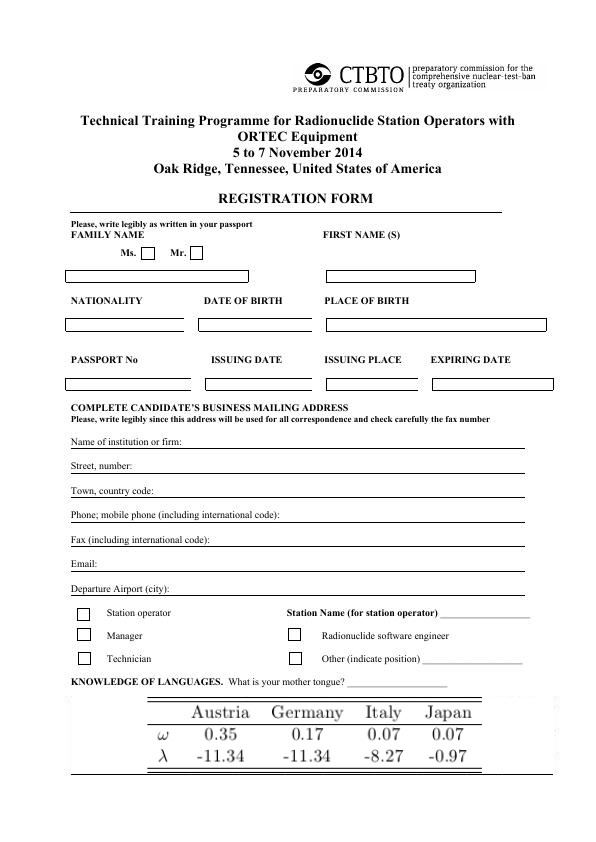 CTBTO
PREPARATORY COMMISSION
preparatory commission for the
comprehensive nuclear-test-ban
treaty organization
Technical Training Programme for Radionuclide Station Operators with
ORTEC Equipment
5 to 7 November 2014
Oak Ridge, Tennessee, United States of America
REGISTRATION FORM
Please, write legibly as written in your passport
FAMILY NAME FIRST NAME (S)
Ms. Mr.
NATIONALITY DATE OF BIRTH PLACE OF BIRTH
PASSPORT No ISSUING DATE ISSUING PLACE EXPIRING DATE
COMPLETE CANDIDATE'S BUSINESS MAILING ADDRESS
Please, write legibly since this address will be used for all correspondence and check carefully the fax number
Name of institution or firm:
Street, number:
Town, country code:
Phone; mobile phone (including international code):
Fax (including international code):
Email:
Departure Airport (city):
Station operator Station Name (for station operator) __________________
Manager Radionuclide software engineer
Technician Other (indicate position) ____________________
KNOWLEDGE OF LANGUAGES. What is your mother tongue? ____________________
Austria Germany Italy Japan
ω 0.35 0.17 0.07 0.07
λ -11.34 -11.34 -8.27 -0.97